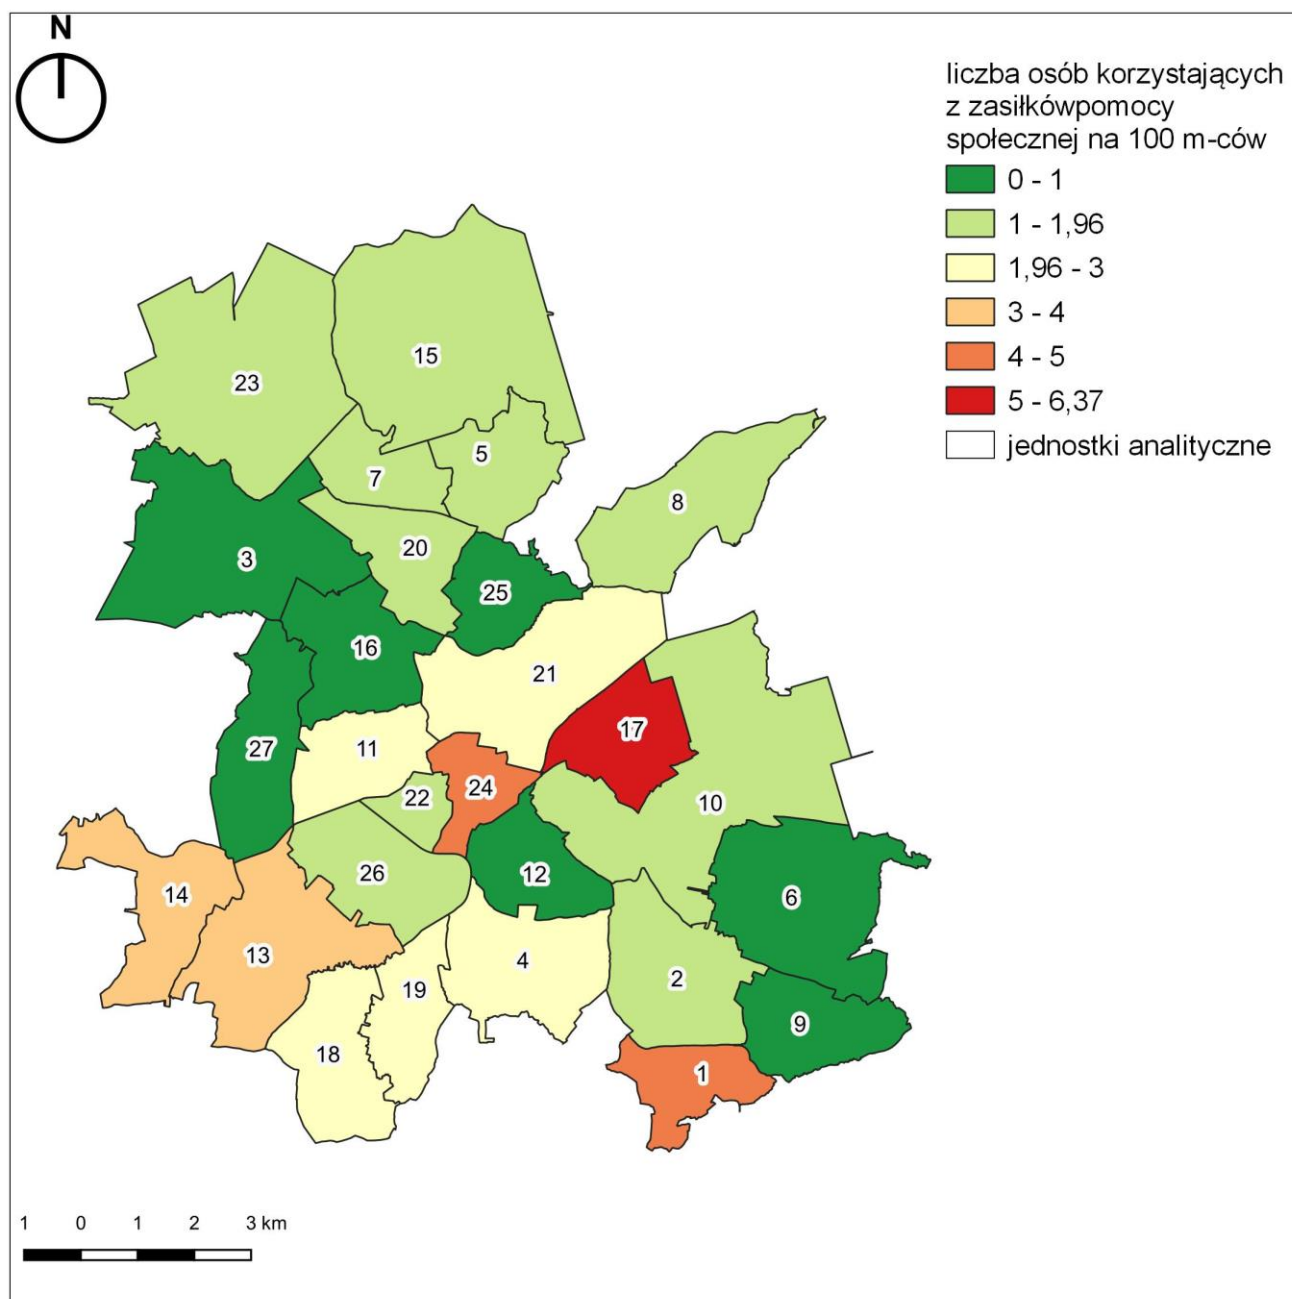 N
liczba osób korzystających
z zasiłkówpomocy
społecznej na 100 m-ców
0 - 1
1 - 1,96
1,96 - 3
3 - 4
4 - 5
5 - 6,37
jednostki analityczne
15
23
5
7
8
20
3
25
16
21
17
11
27
24
22
10
26
12
14
6
13
4
2
19
9
18
1
1 0 1 2 3 km